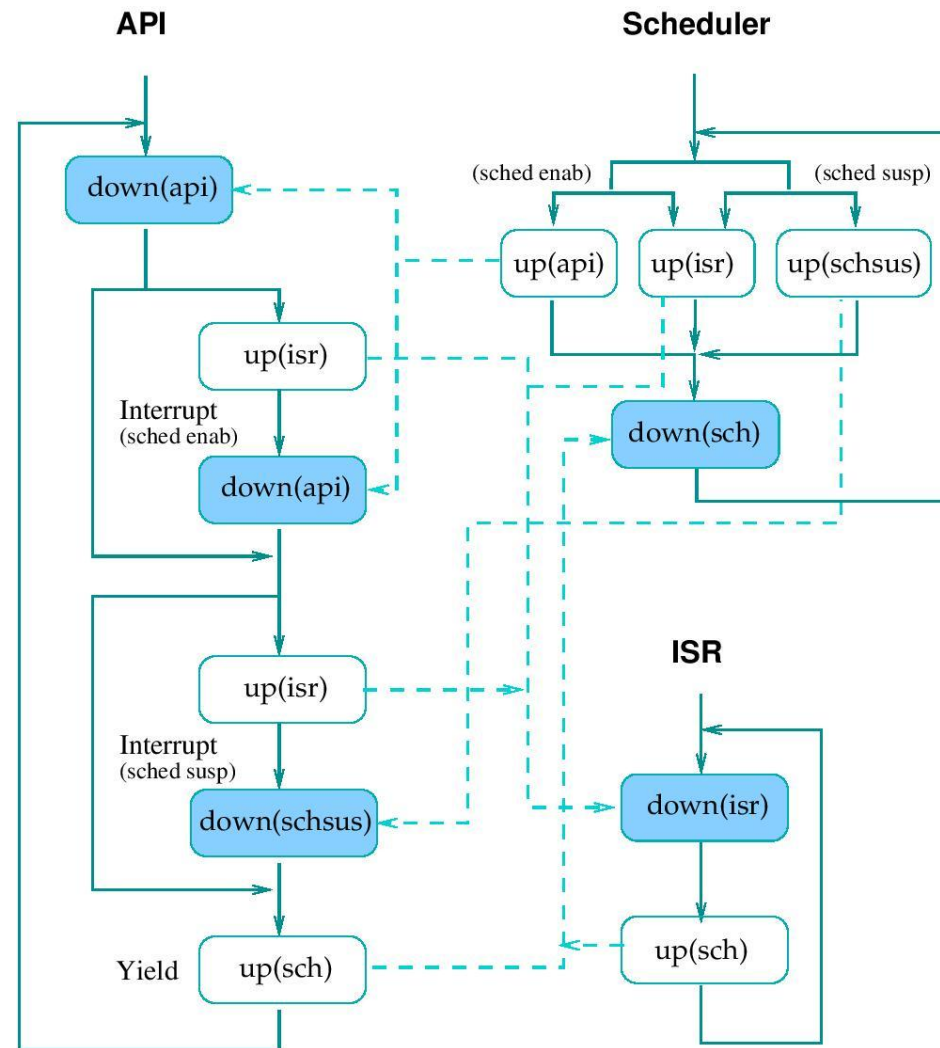 API
down(api)
up(isr)
Interrupt
(sched enab)
down(api)
up(isr)
Interrupt
(sched susp)
down(schsus)
Yield
up(sch)
Scheduler
(sched enab)
(sched susp)
up(api)
up(isr)
up(schsus)
down(sch)
ISR
down(isr)
up(sch)